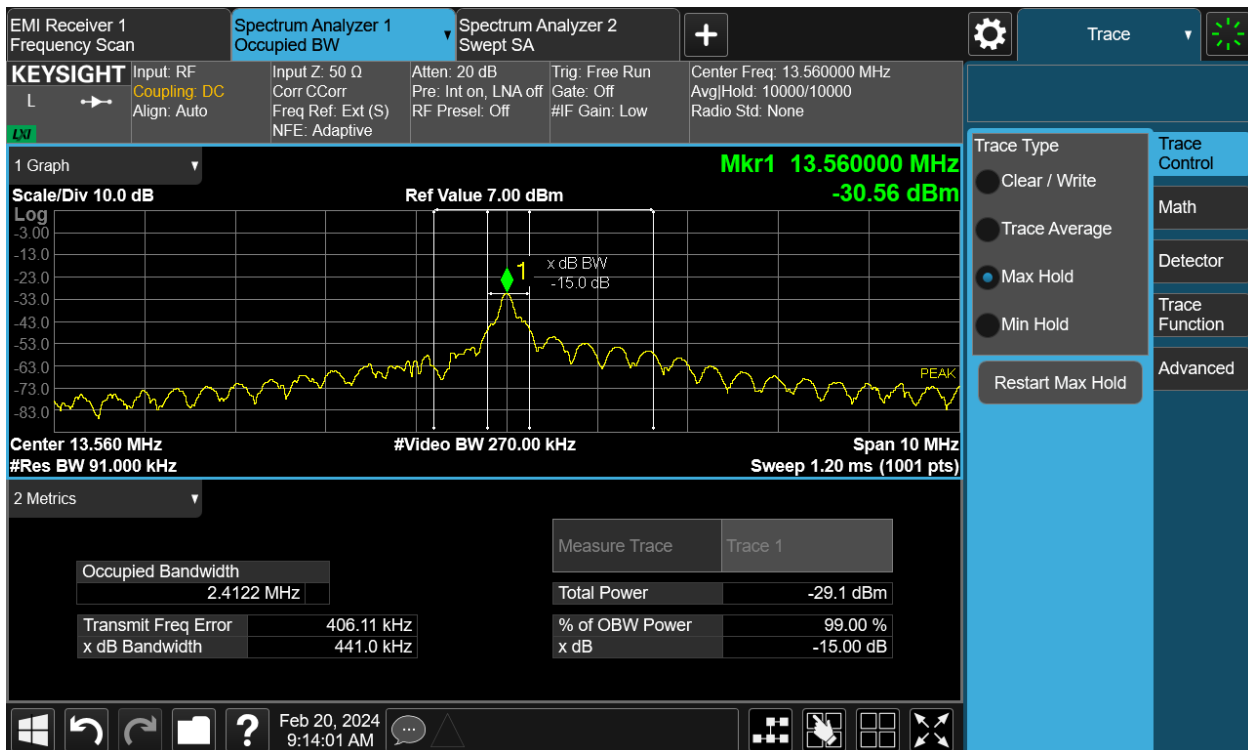 EMI Receiver 1
Frequency Scan
Spectrum Analyzer 1
Occupied BW
Spectrum Analyzer 2
Swept SA
Trace
KEYSIGHT
L
LXI
Input: RF
Coupling: DC
Align: Auto
Input Z: 50 Ω
Corr CCorr
Freq Ref: Ext (S)
NFE: Adaptive
Atten: 20 dB
Pre: Int on, LNA off
RF Presel: Off
Trig: Free Run
Gate: Off
#IF Gain: Low
Center Freq: 13.560000 MHz
Avg|Hold: 10000/10000
Radio Std: None
1 Graph
Mkr1 13.560000 MHz
-30.56 dBm
Scale/Div 10.0 dB
Ref Value 7.00 dBm
Log
-3.00
-13.0
-23.0
-33.0
-43.0
-53.0
-63.0
-73.0
-83.0
1
x dB BW
-15.0 dB
PEAK
Center 13.560 MHz
#Video BW 270.00 kHz
Span 10 MHz
#Res BW 91.000 kHz
Sweep 1.20 ms (1001 pts)
2 Metrics
Measure Trace
Trace 1
Occupied Bandwidth
2.4122 MHz
Total Power
-29.1 dBm
Transmit Freq Error
406.11 kHz
% of OBW Power
99.00 %
x dB Bandwidth
441.0 kHz
x dB
-15.00 dB
Trace Type
Clear / Write
Trace Average
Max Hold
Min Hold
Restart Max Hold
Trace
Control
Math
Detector
Trace
Function
Advanced
?
Feb 20, 2024
9:14:01 AM